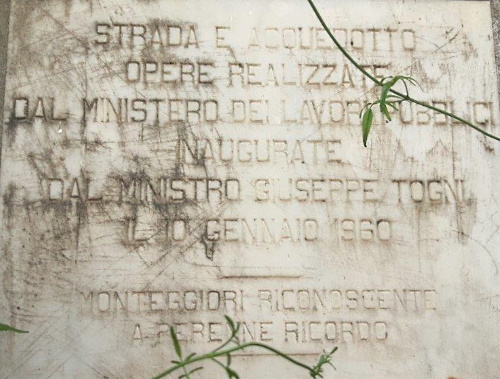 STRADA E ACQUEDOTTO
OPERE REALIZZATE
DAL MINISTERO DEI LAVORI PUBBLICI
INAUGURATE
DAL MINISTRO GIUSEPPE TOGNI
IL 10 GENNAIO 1960
MONTEGGIORI RICONOSCENTE
A PERENNE RICORDO